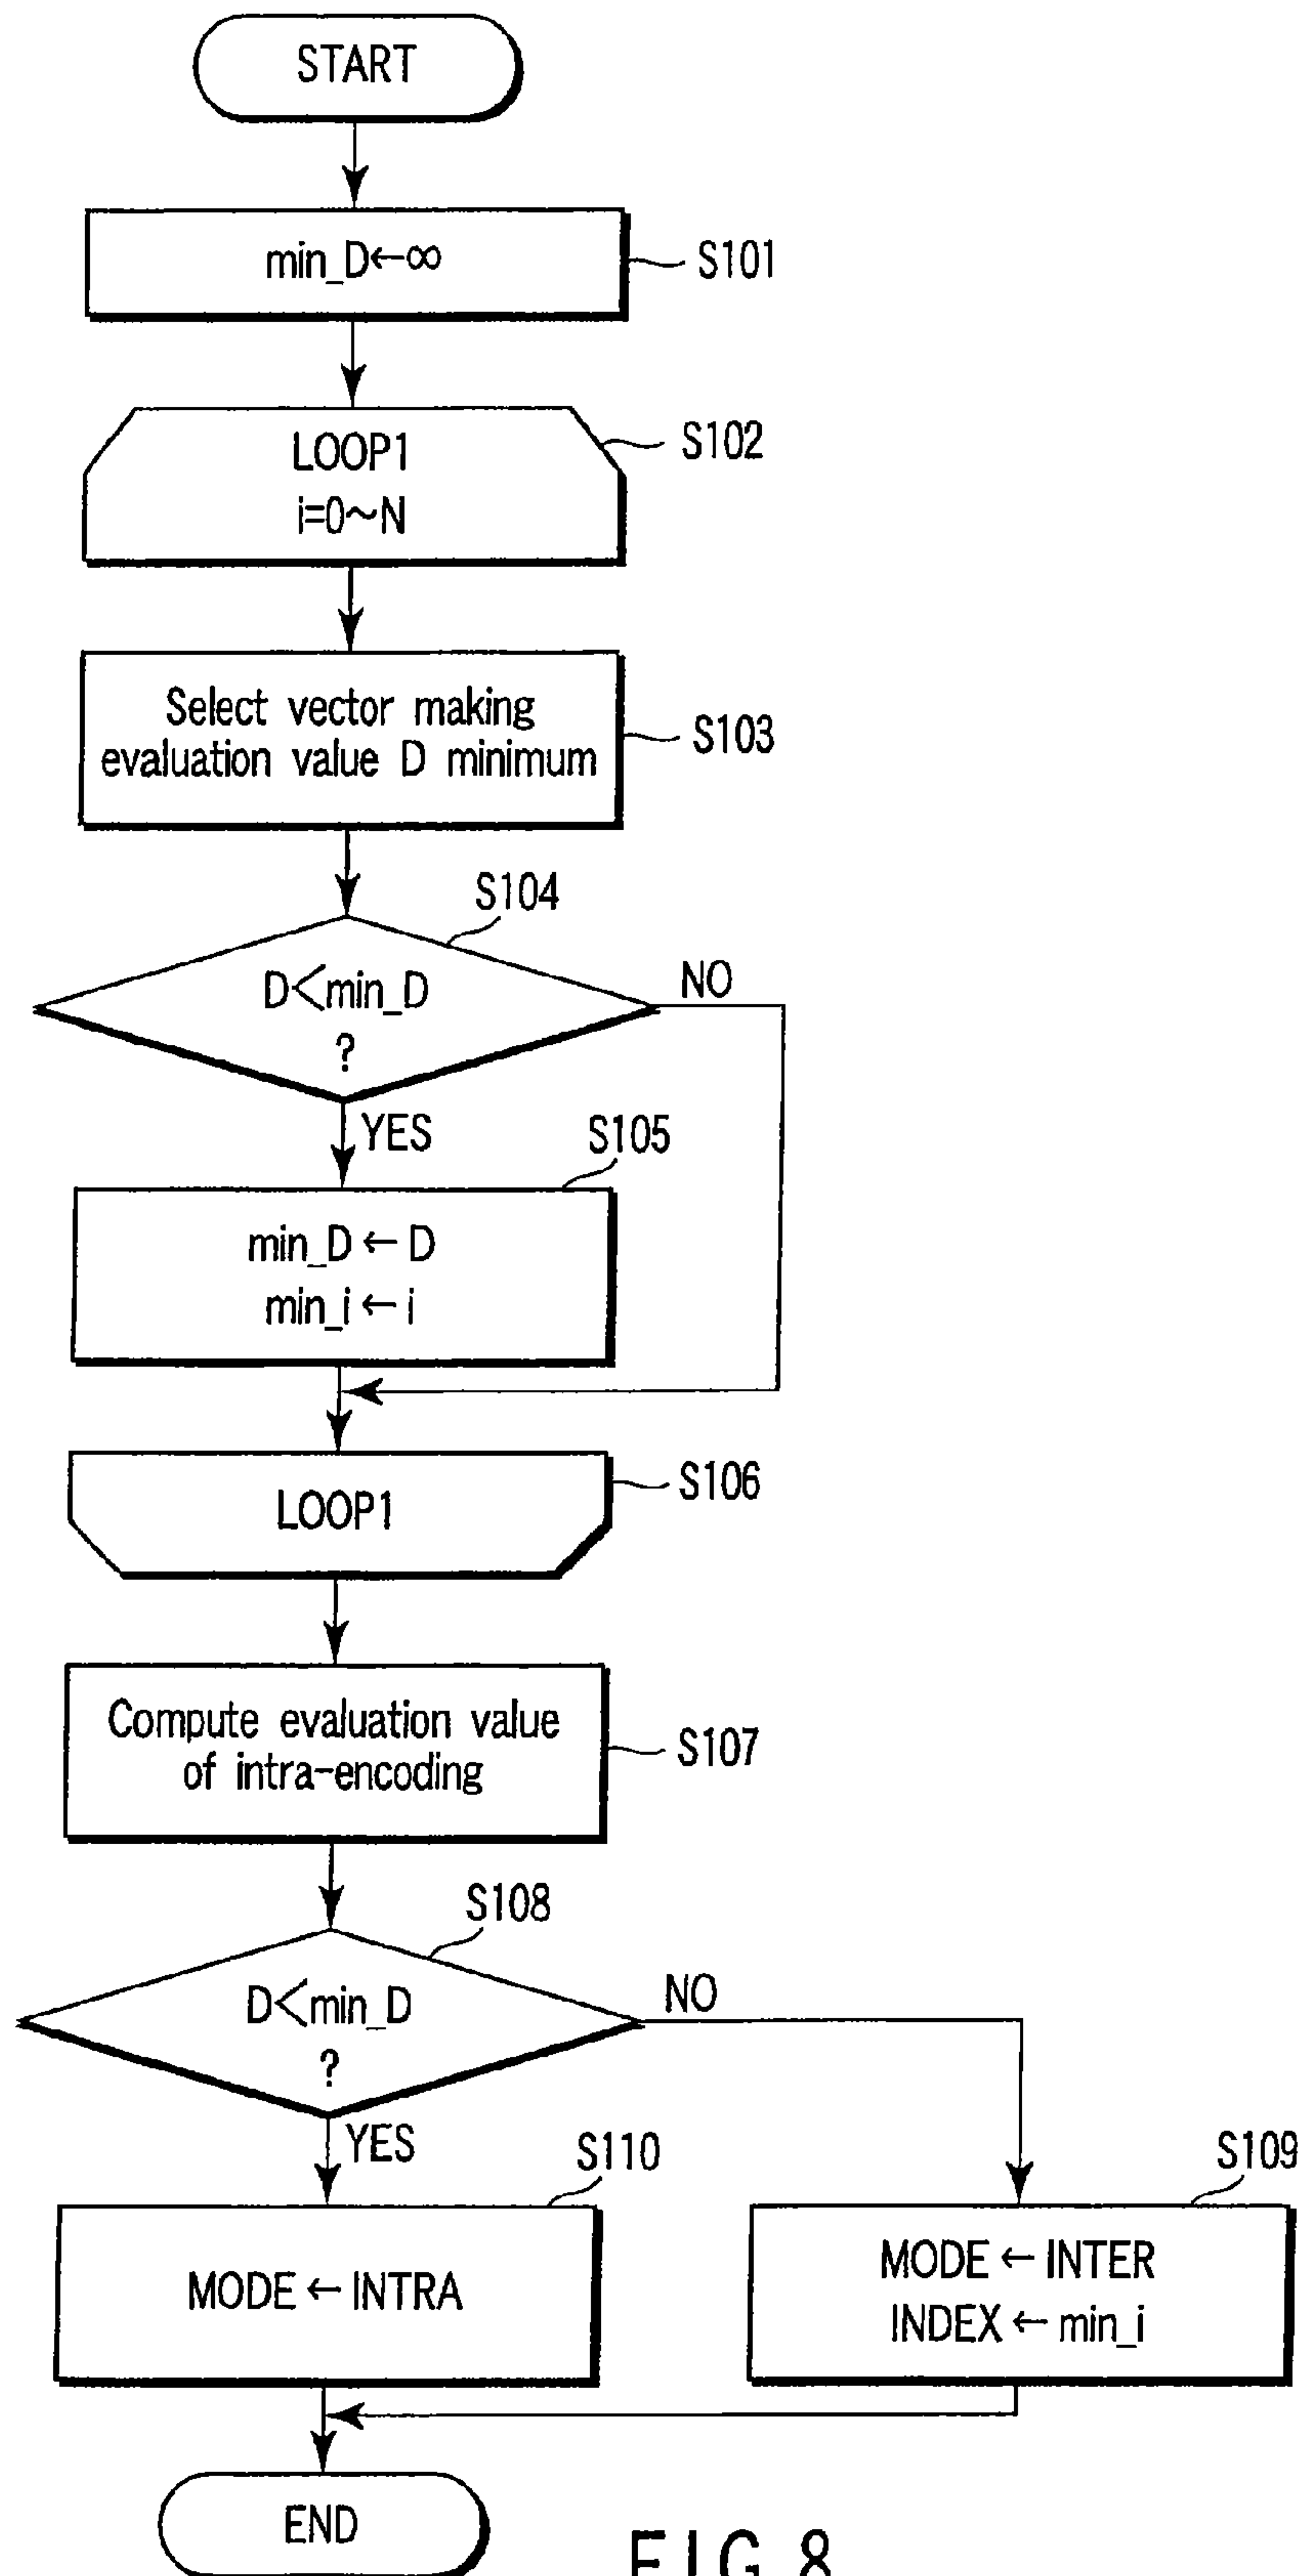 START
min_D←∞
S101
LOOP1
i=0~N
S102
Select vector making
evaluation value D minimum
S103
S104
D<min_D
?
NO
YES
S105
min_D ← D
min_i ← i
LOOP1
S106
Compute evaluation value
of intra-encoding
S107
S108
D<min_D
?
NO
YES
S110
MODE ← INTRA
S109
MODE ← INTER
INDEX ← min_i
END
FIG. 8